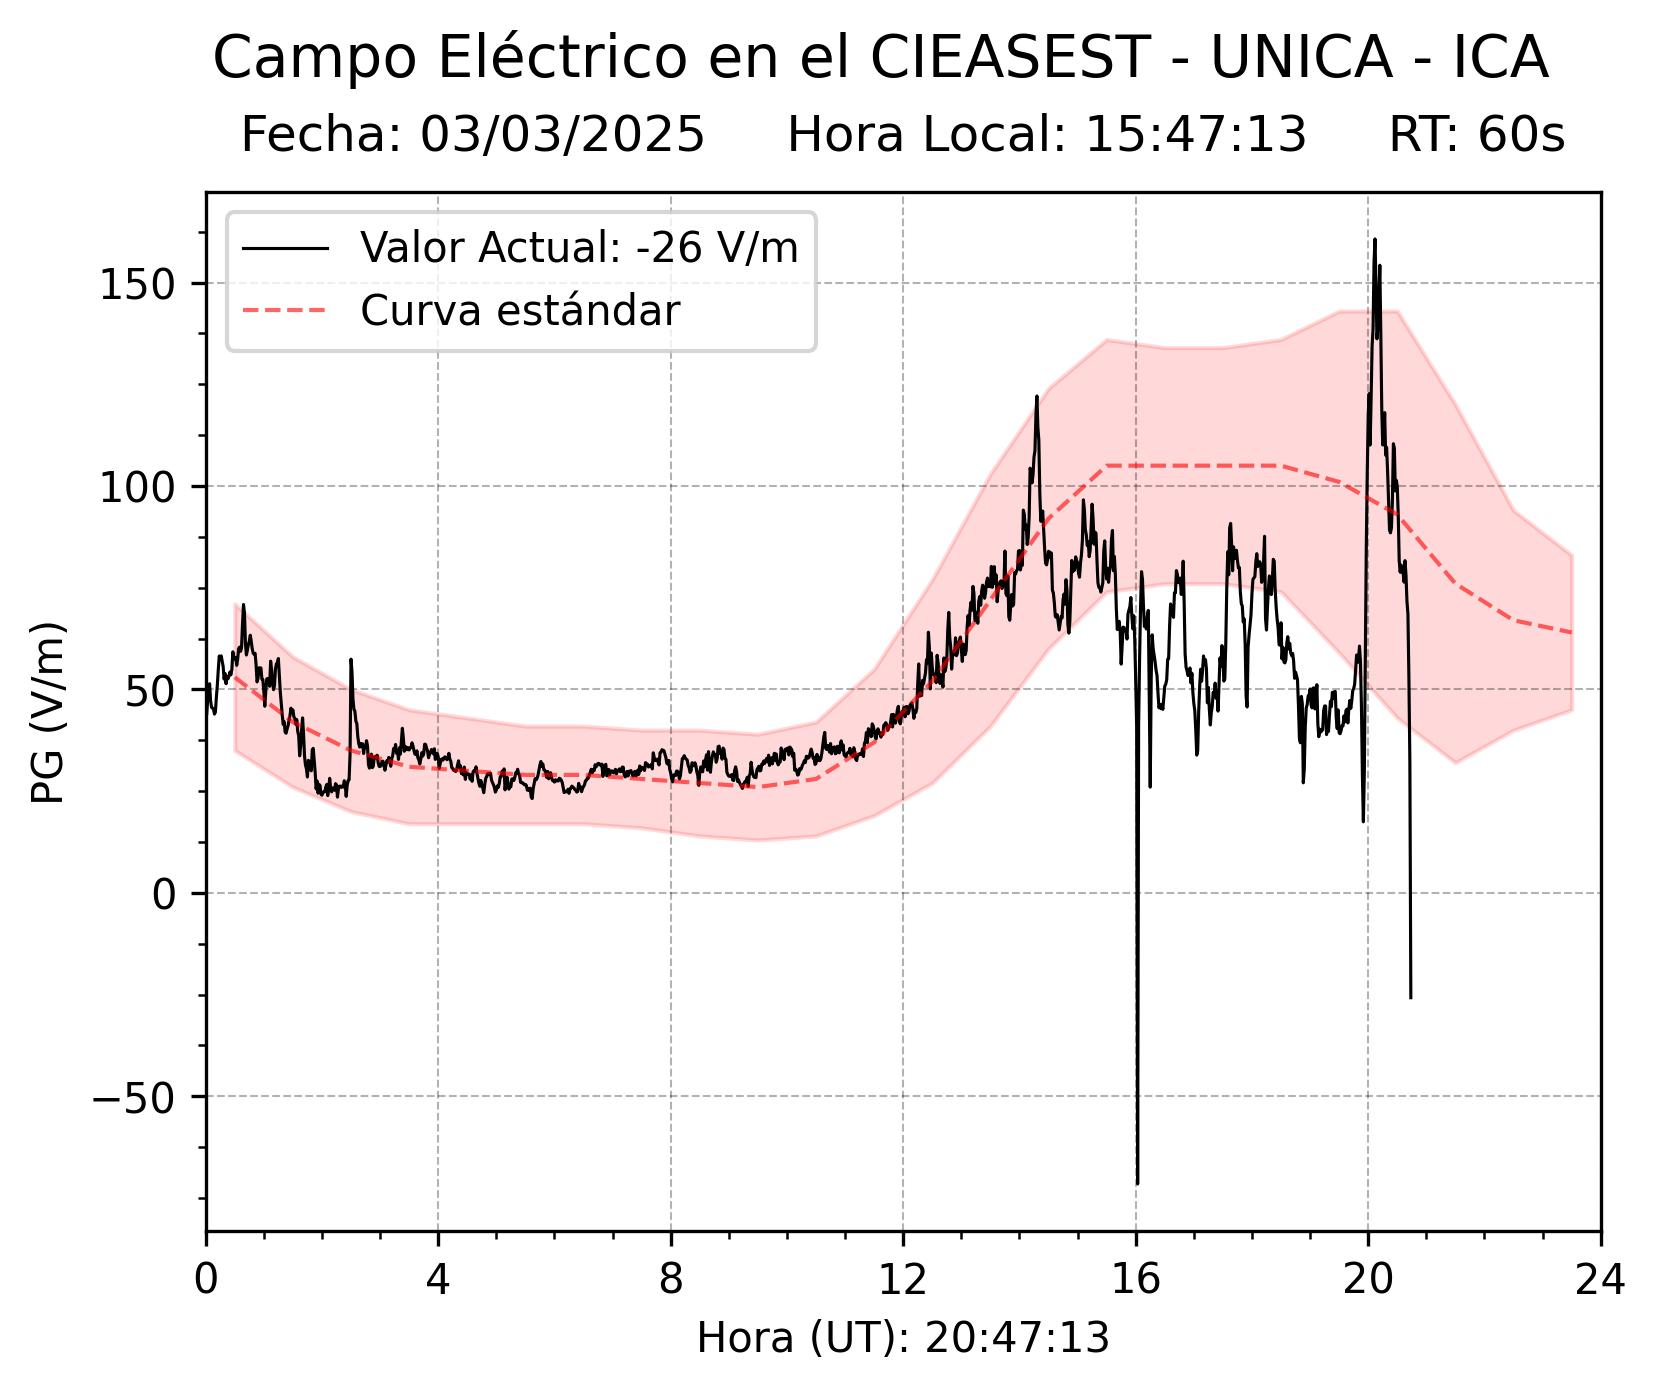 Campo Eléctrico en el CIEASEST - UNICA - ICA
Fecha: 03/03/2025 Hora Local: 15:47:13 RT: 60s
Valor Actual: -26 V/m
Curva estándar
PG (V/m)
150
100
50
0
−50
0 4 8 12 16 20 24
Hora (UT): 20:47:13